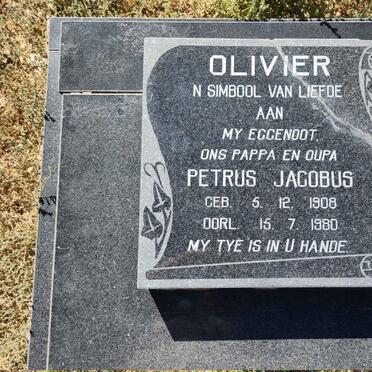 OLIVIER
N SIMBOOL VAN LIEFDE
AAN
MY EGGENOOT,
ONS PAPPA EN OUPA
PETRUS JACOBUS
GEB. 5. 12. 1908
OORL. 15. 7. 1980
MY TYE IS IN U HANDE.